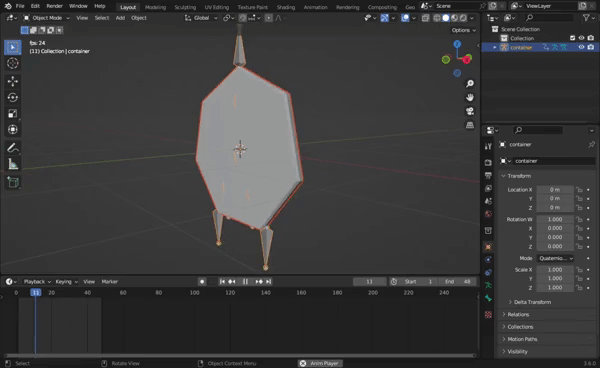 File Edit Render Window Help Layout Modeling Sculpting UV Editing Texture Paint Shading Animation Rendering Compositing Geomet Scene ViewLayer
Object Mode View Select Add Object Global
Options
fps: 24
(11) Collection | container
Scene Collection
Collection
container
container
container
Transform
Location X 0 m
Y 0 m
Z 0 m
Rotation W 1.000
X 0.000
Y 0.000
Z 0.000
Mode Quaternio...
Scale X 1.000
Y 1.000
Z 1.000
Delta Transform
Relations
Collections
Motion Paths
Visibility
Playback Keying View Marker 11 Start 1 End 48
0 11 20 40 60 80 100 120 140 160 180 200 220 240
Select Rotate View Object Context Menu Anim Player 3.6.0